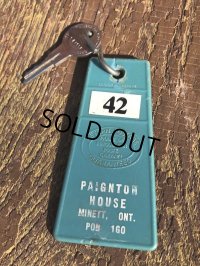 42
SOLD OUT
PAIGNTON
HOUSE
MINETT, ONT.
POB 160